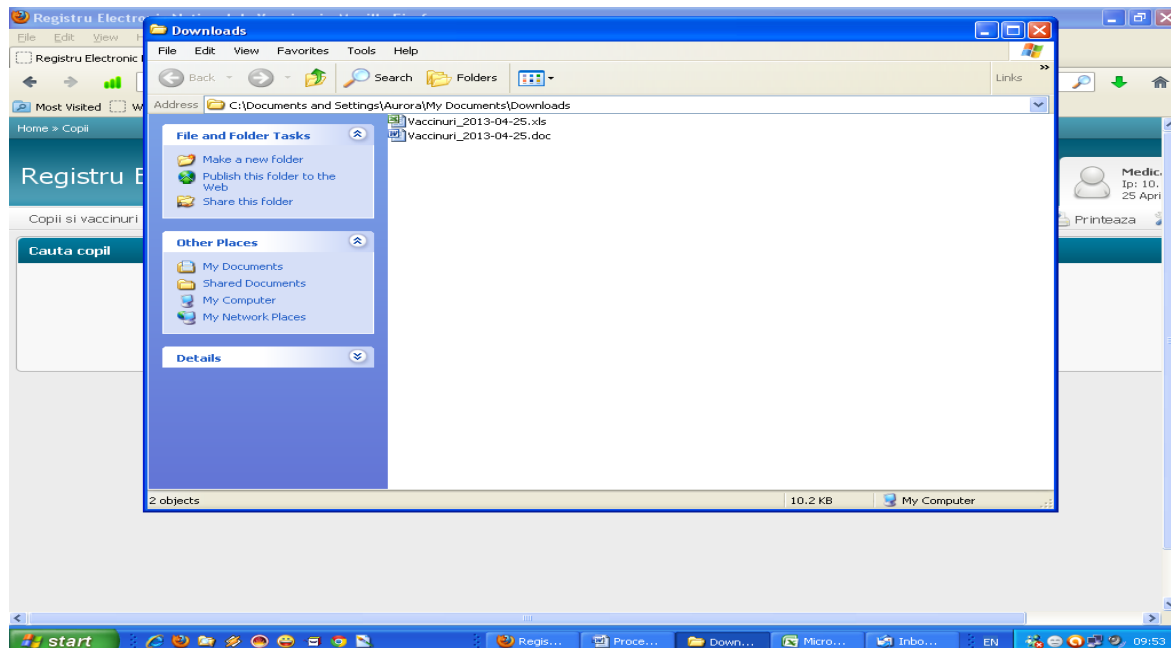 Registru Electro
File Edit View
Registru Electronic
Most Visited W
Home » Copii
Registru E
Copii si vaccinuri
Cauta copil
Downloads
File Edit View Favorites Tools Help
Back Search Folders Links »
Address C:\Documents and Settings\Aurora\My Documents\Downloads
File and Folder Tasks
Make a new folder
Publish this folder to the
Web
Share this folder
Other Places
My Documents
Shared Documents
My Computer
My Network Places
Details
Vaccinuri_2013-04-25.xls
Vaccinuri_2013-04-25.doc
2 objects 10.2 KB My Computer
Medic
Ip: 10.
25 Apri
Printeaza
start Regis... Proce... Down... Micro... Inbo... EN 09:53